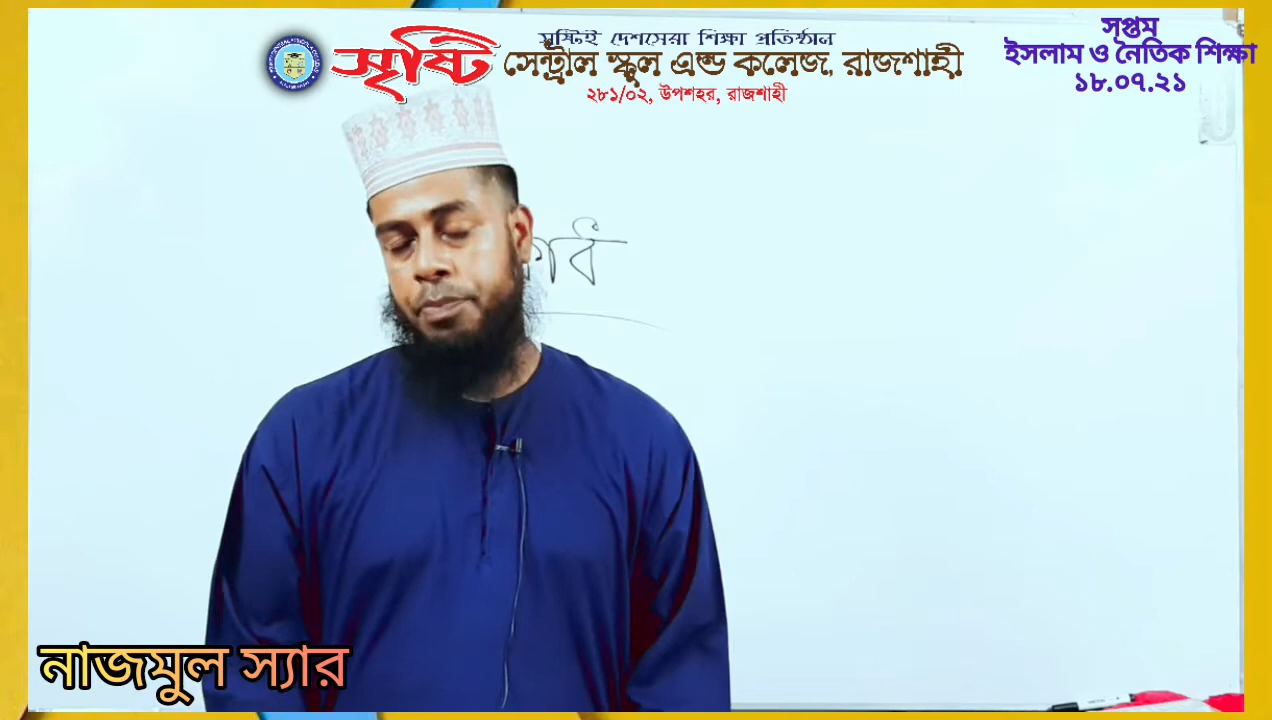 সৃষ্টিই দেশসেরা শিক্ষা প্রতিষ্ঠান
সৃষ্টি সেন্ট্রাল স্কুল এন্ড কলেজ, রাজশাহী
২৮১/০২, উপশহর, রাজশাহী
সপ্তম
ইসলাম ও নৈতিক শিক্ষা
১৮.০৭.২১
নাজমুল স্যার